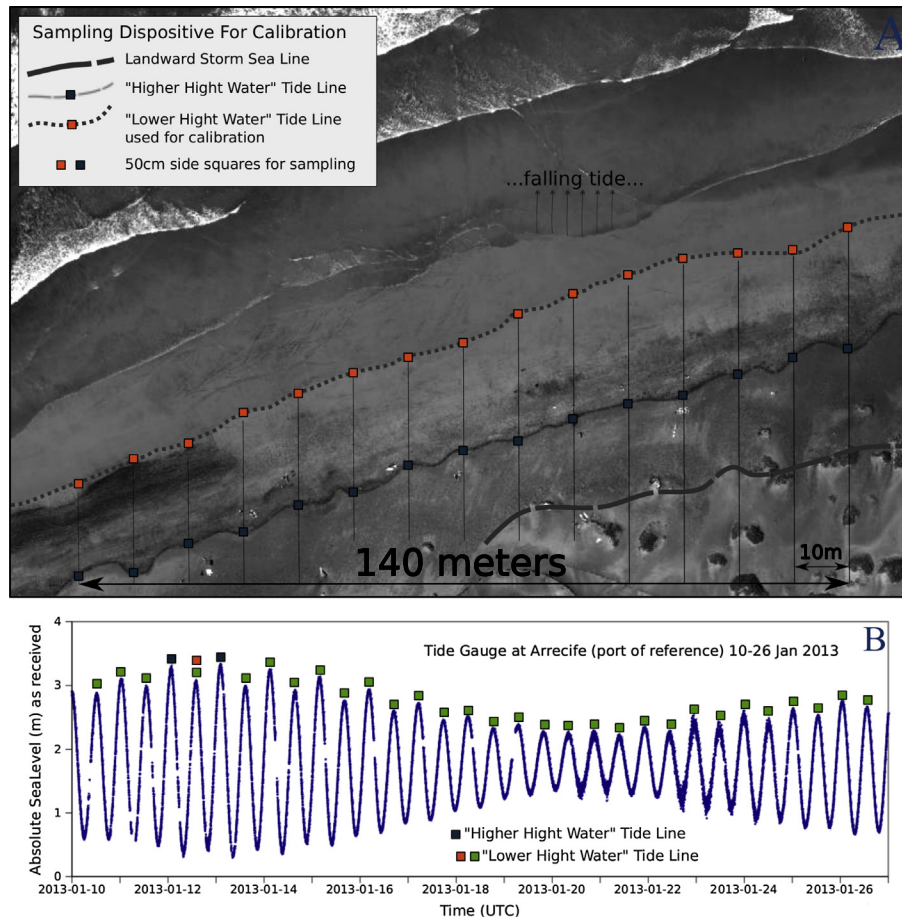 A
Sampling Dispositive For Calibration
Landward Storm Sea Line
"Higher Hight Water" Tide Line
"Lower Hight Water" Tide Line
used for calibration
50cm side squares for sampling
...falling tide...
10m
140 meters
B
Tide Gauge at Arrecife (port of reference) 10-26 Jan 2013
Absolute SeaLevel (m) as received
4
3
2
1
0
"Higher Hight Water" Tide Line
"Lower Hight Water" Tide Line
2013-01-10 2013-01-12 2013-01-14 2013-01-16 2013-01-18 2013-01-20 2013-01-22 2013-01-24 2013-01-26
Time (UTC)